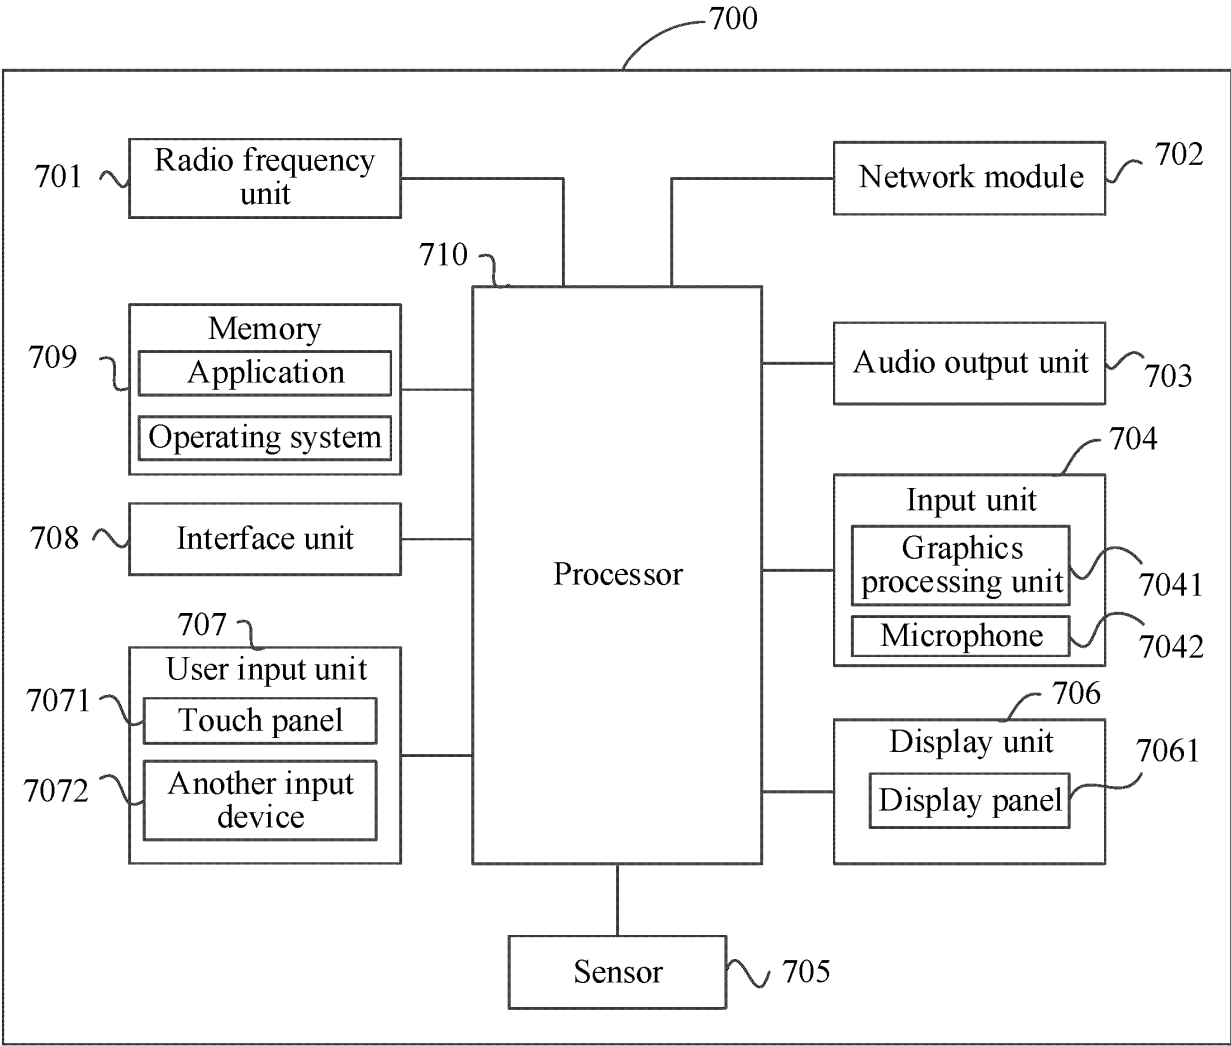 700
701
Radio frequency
unit
Network module
702
710
709
Memory
Application
Operating system
Audio output unit
703
704
Input unit
Graphics
processing unit
7041
Microphone
7042
708
Interface unit
Processor
707
User input unit
7071
Touch panel
7072
Another input
device
706
Display unit
7061
Display panel
Sensor
705